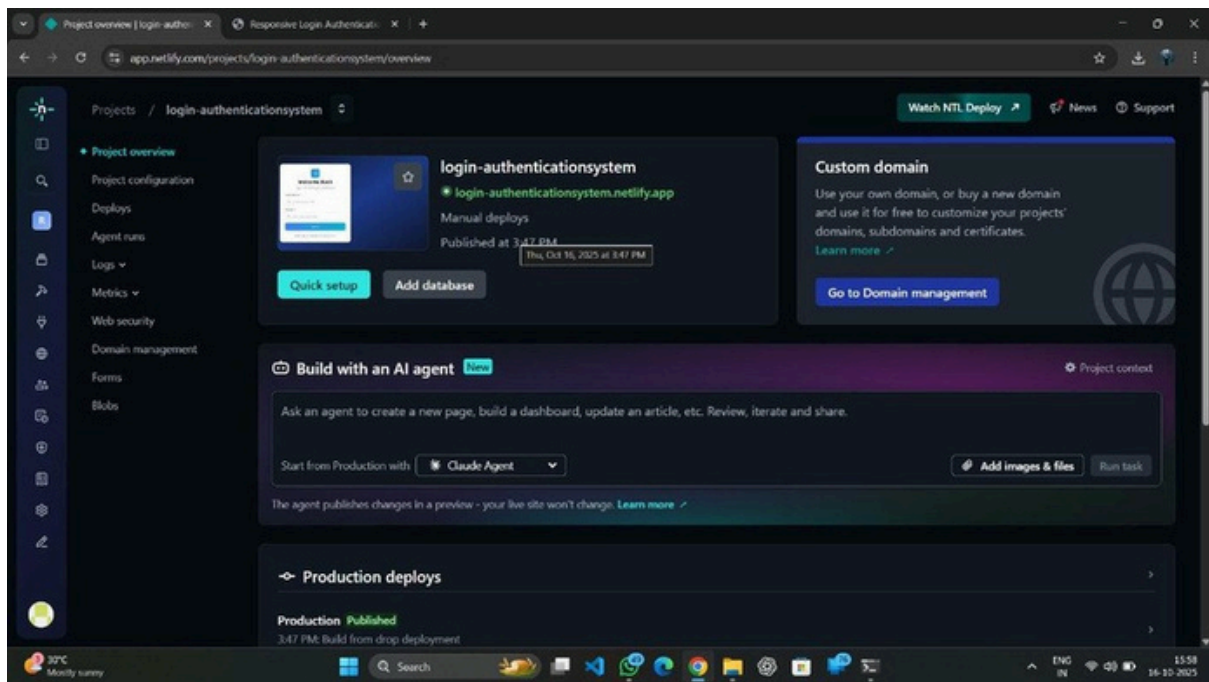 Project overview | login-authen
Responsive Login Authenticati
app.netlify.com/projects/login-authenticationsystem/overview
Projects / login-authenticationsystem
Watch NTL Deploy ↗
News
Support
Project overview
Project configuration
Deploys
Agent runs
Logs
Metrics
Web security
Domain management
Forms
Blobs
login-authenticationsystem
login-authenticationsystem.netlify.app
Manual deploys
Published at 3:47 PM
Thu, Oct 16, 2025 at 3:47 PM
Quick setup
Add database
Custom domain
Use your own domain, or buy a new domain
and use it for free to customize your projects'
domains, subdomains and certificates.
Learn more ↗
Go to Domain management
Build with an AI agent New
Project context
Ask an agent to create a new page, build a dashboard, update an article, etc. Review, iterate and share.
Start from Production with Claude Agent
Add images & files
Run task
The agent publishes changes in a preview - your live site won't change. Learn more ↗
Production deploys
Production Published
3:47 PM: Build from drop deployment
30°C
Mostly sunny
Search
ENG
IN
15:58
16-10-2025